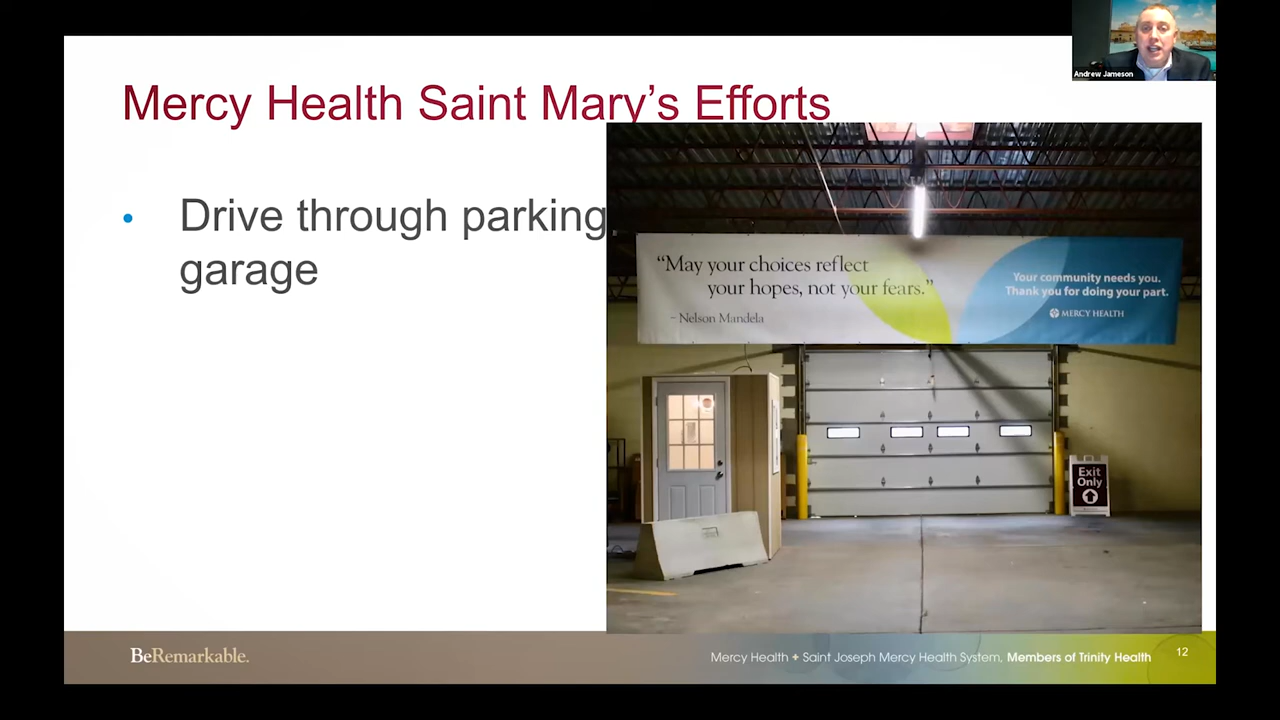 Andrew Jameson
Mercy Health Saint Mary's Efforts
• Drive through parking
garage
“May your choices reflect
your hopes, not your fears.”
– Nelson Mandela
Your community needs you.
Thank you for doing your part.
MERCY HEALTH
Exit
Only
BeRemarkable.
Mercy Health + Saint Joseph Mercy Health System, Members of Trinity Health
12